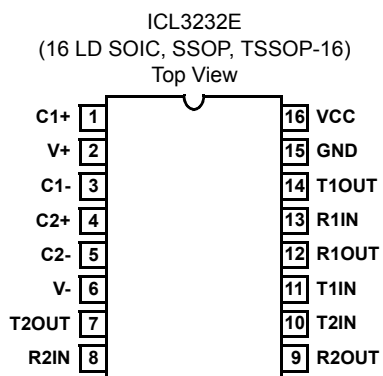 ICL3232E
(16 LD SOIC, SSOP, TSSOP-16)
Top View
C1+ 1 16 VCC
V+ 2 15 GND
C1- 3 14 T1OUT
C2+ 4 13 R1IN
C2- 5 12 R1OUT
V- 6 11 T1IN
T2OUT 7 10 T2IN
R2IN 8 9 R2OUT